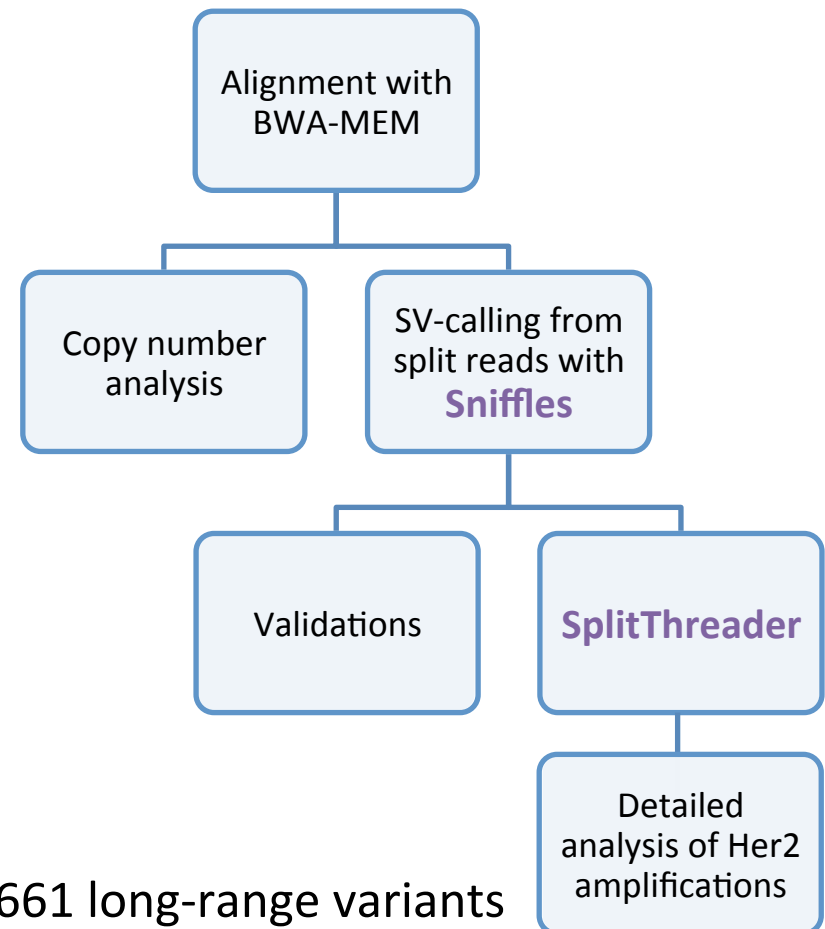 Alignment with
BWA-MEM
Copy number
analysis
SV-calling from
split reads with
Sniffles
Validations
SplitThreader
Detailed
analysis of Her2
amplifications
661 long-range variants